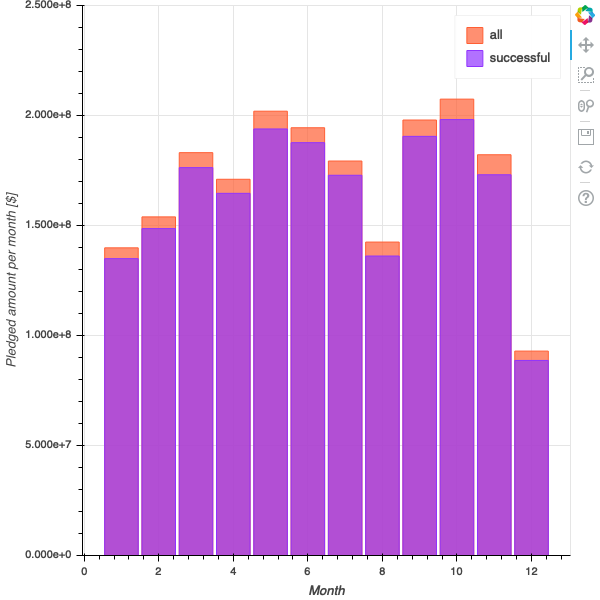 2.500e+8
2.000e+8
1.500e+8
1.000e+8
5.000e+7
0.000e+0
Pledged amount per month [$]
all
successful
0 2 4 6 8 10 12
Month